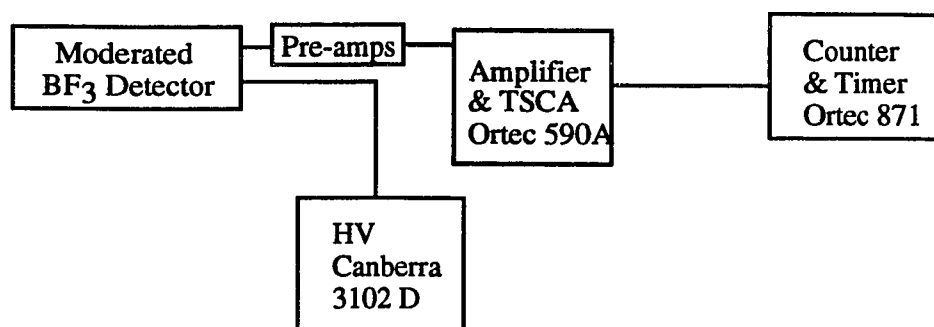 Moderated
BF3 Detector
Pre-amps
Amplifier
& TSCA
Ortec 590A
Counter
& Timer
Ortec 871
HV
Canberra
3102 D